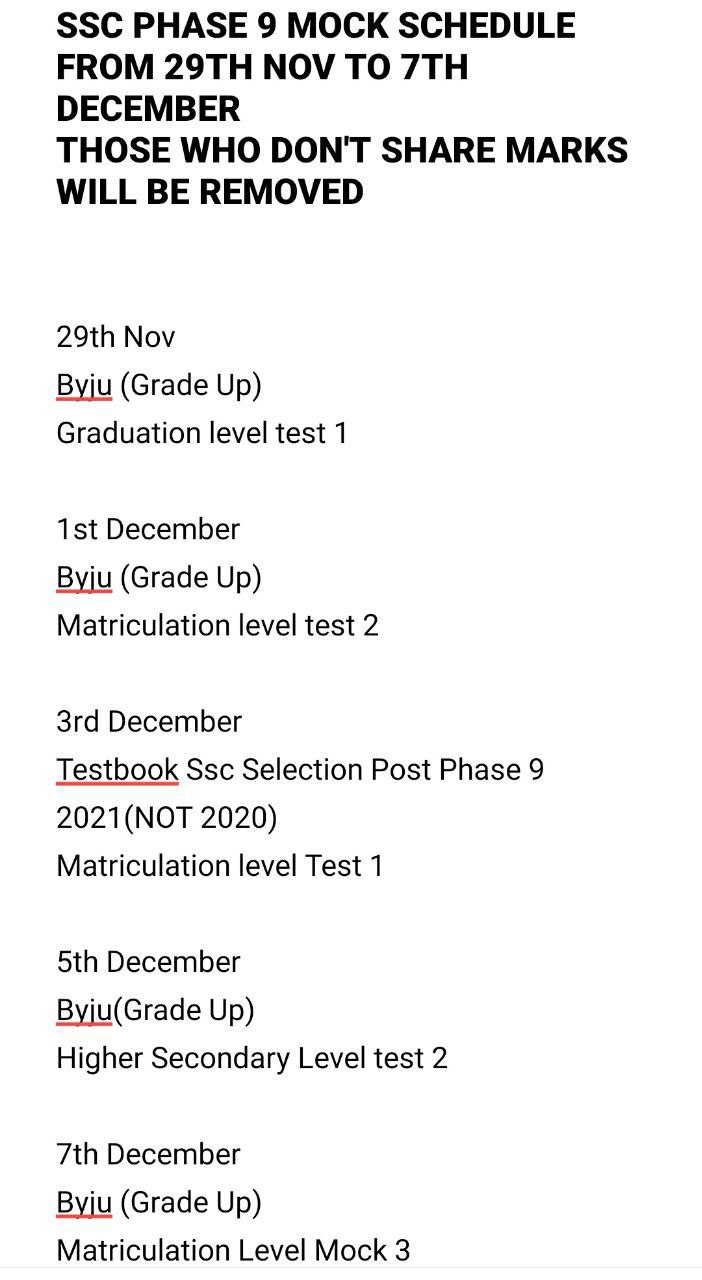 SSC PHASE 9 MOCK SCHEDULE
FROM 29TH NOV TO 7TH
DECEMBER
THOSE WHO DON'T SHARE MARKS
WILL BE REMOVED
29th Nov
Byju (Grade Up)
Graduation level test 1
1st December
Byju (Grade Up)
Matriculation level test 2
3rd December
Testbook Ssc Selection Post Phase 9
2021(NOT 2020)
Matriculation level Test 1
5th December
Byju(Grade Up)
Higher Secondary Level test 2
7th December
Byju (Grade Up)
Matriculation Level Mock 3